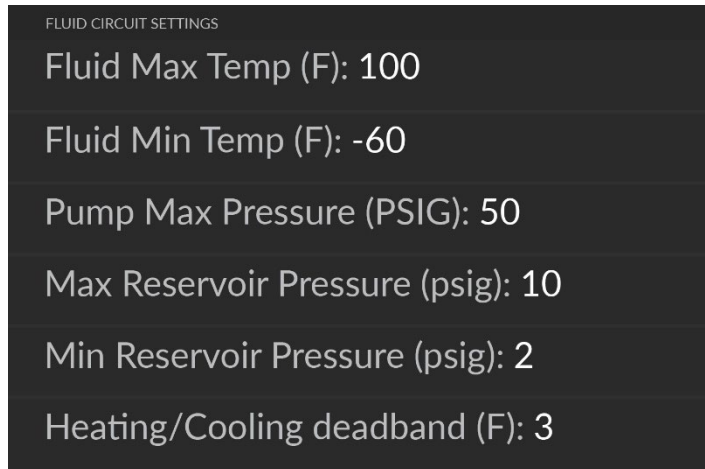 FLUID CIRCUIT SETTINGS
Fluid Max Temp (F): 100
Fluid Min Temp (F): -60
Pump Max Pressure (PSIG): 50
Max Reservoir Pressure (psig): 10
Min Reservoir Pressure (psig): 2
Heating/Cooling deadband (F): 3